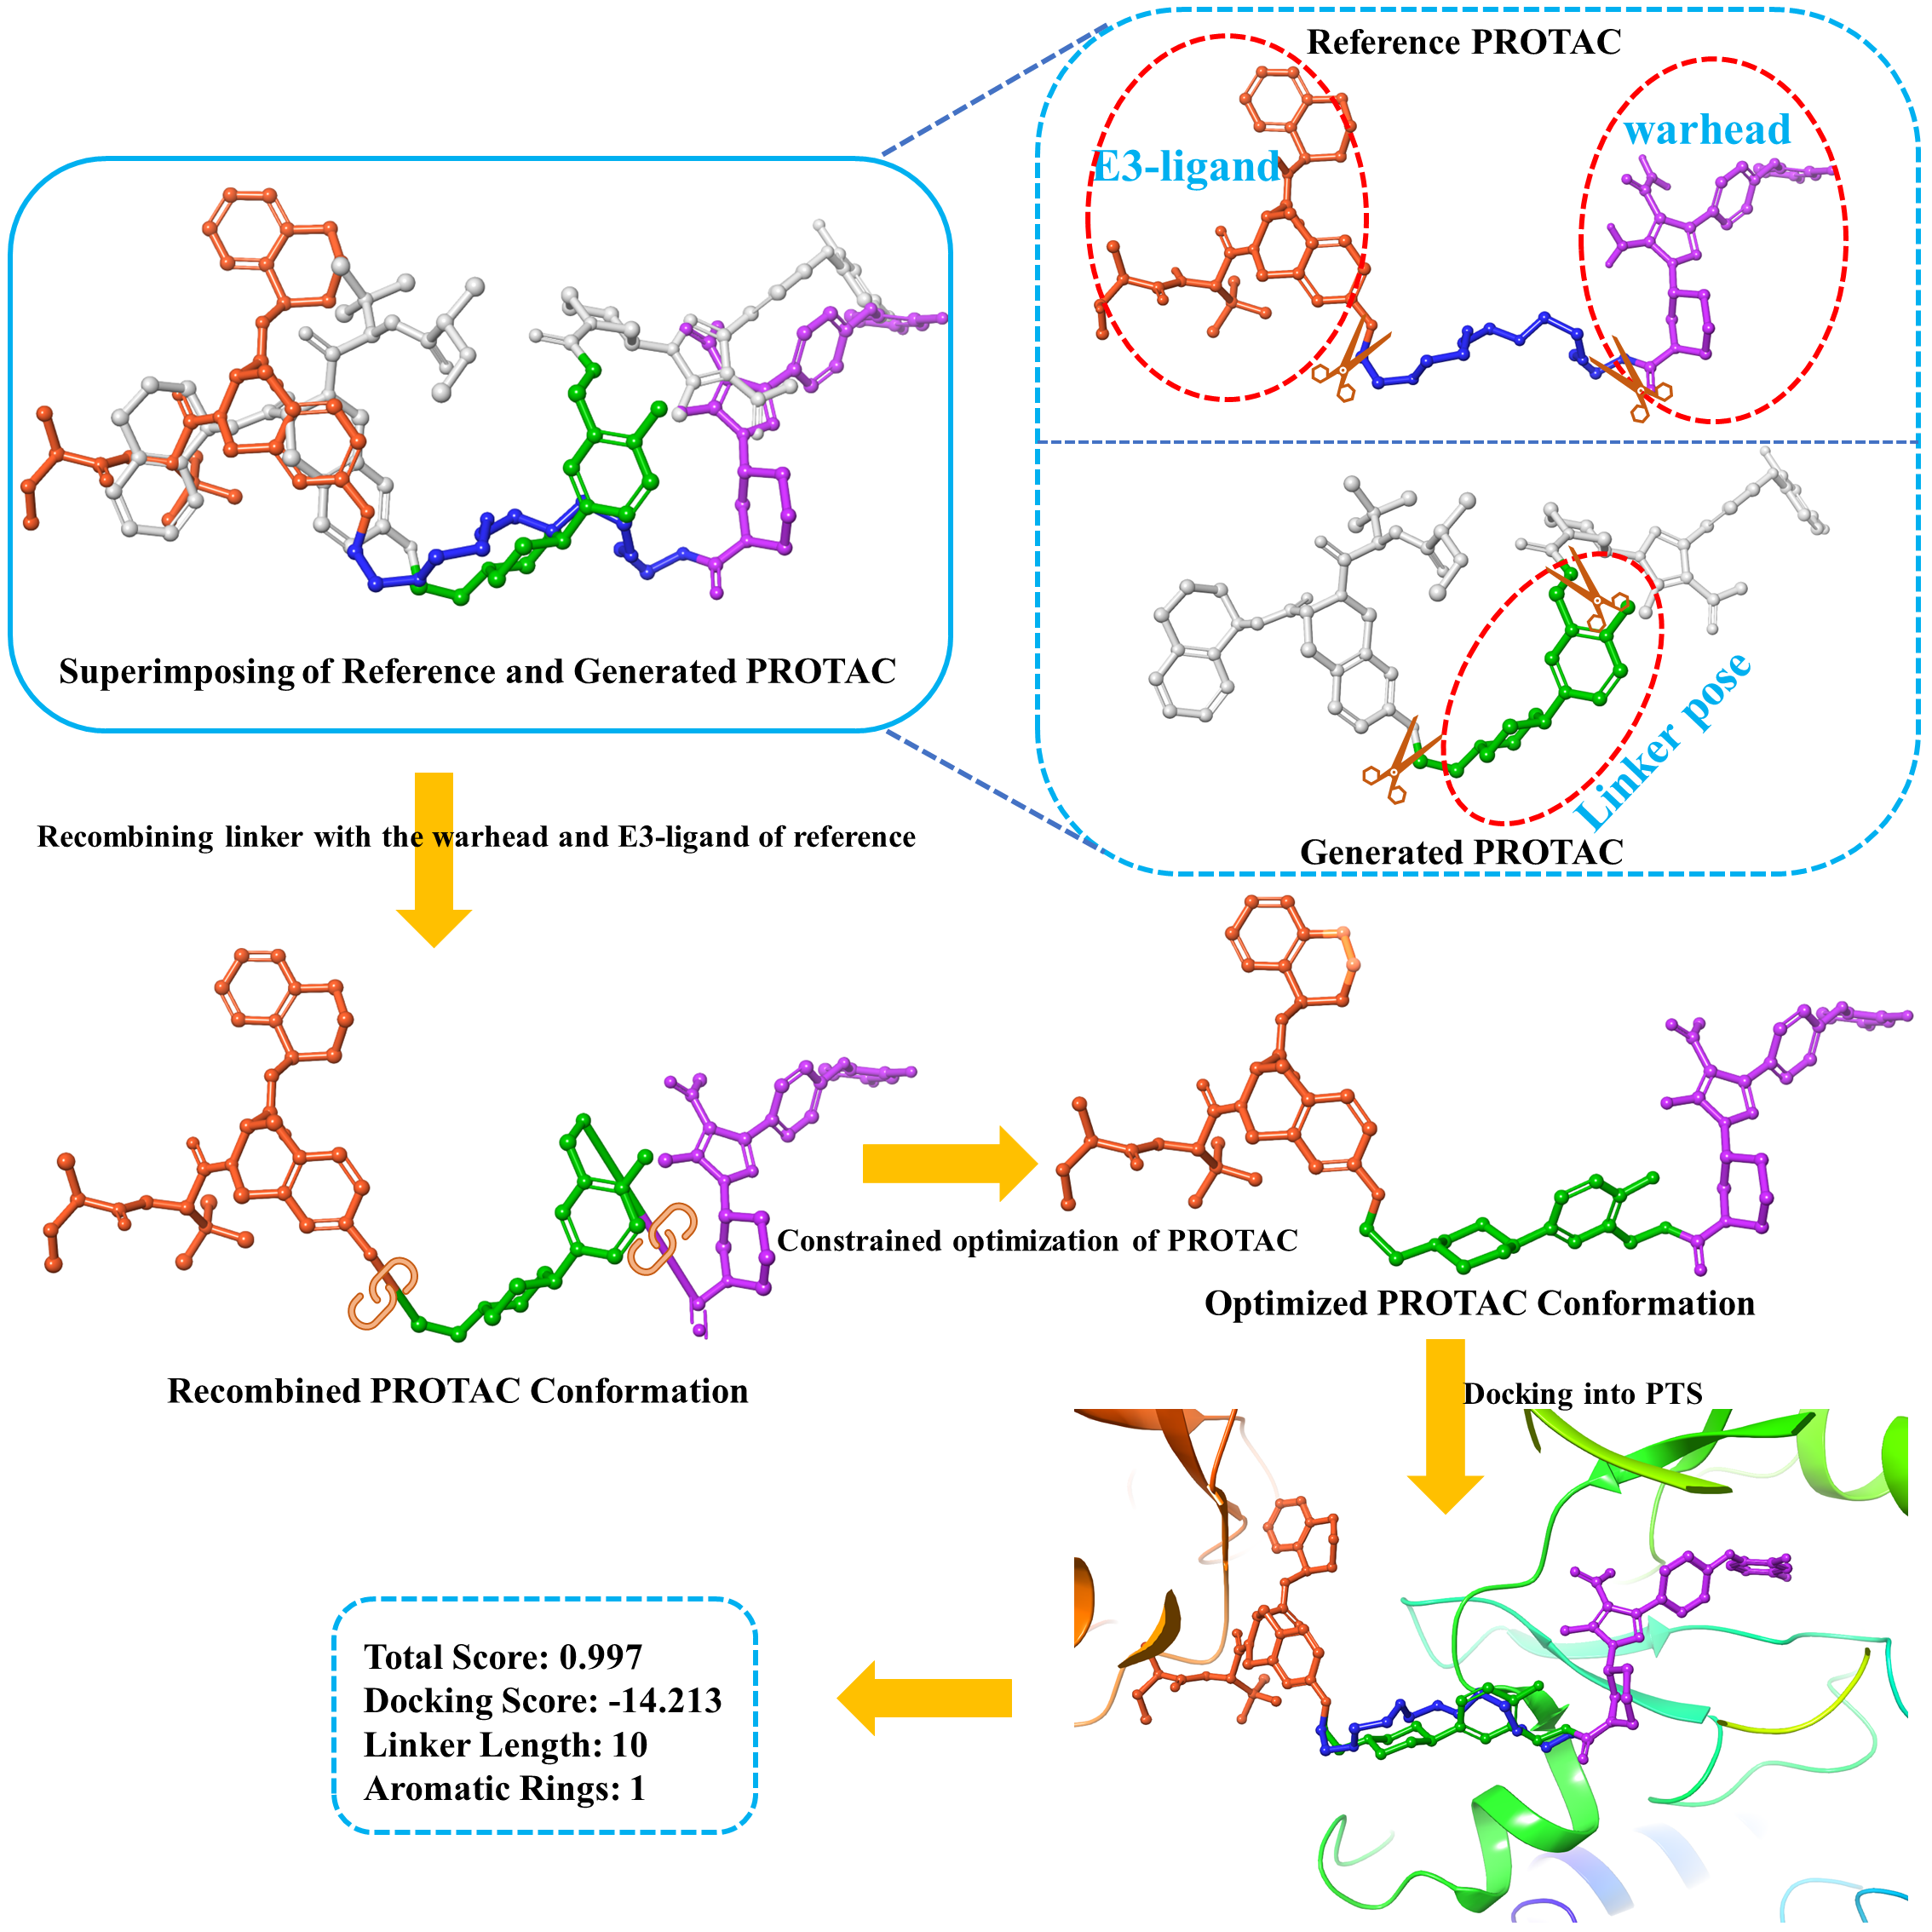 Reference PROTAC
E3-ligand
warhead
Superimposing of Reference and Generated PROTAC
Linker pose
Generated PROTAC
Recombining linker with the warhead and E3-ligand of reference
Constrained optimization of PROTAC
Optimized PROTAC Conformation
Recombined PROTAC Conformation
Docking into PTS
Total Score: 0.997
Docking Score: -14.213
Linker Length: 10
Aromatic Rings: 1